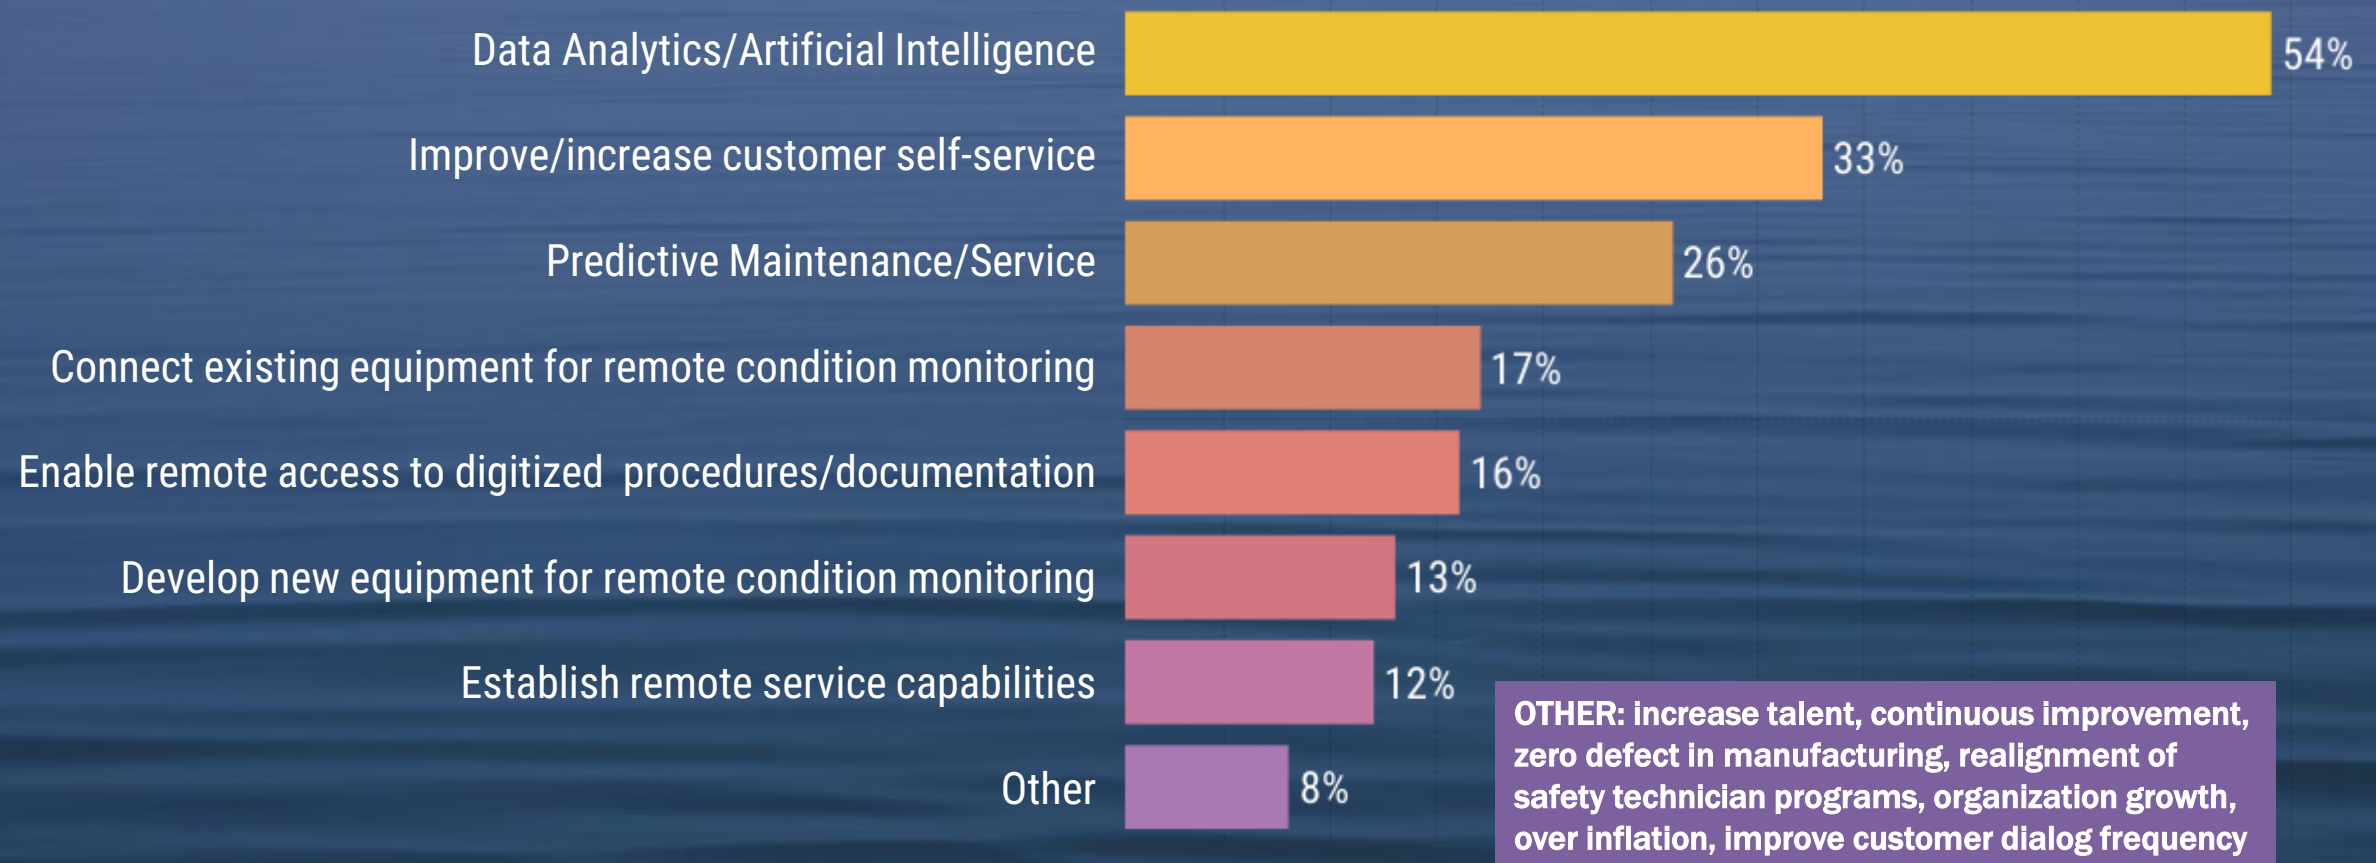 Data Analytics/Artificial Intelligence 54%
Improve/increase customer self-service 33%
Predictive Maintenance/Service 26%
Connect existing equipment for remote condition monitoring 17%
Enable remote access to digitized  procedures/documentation 16%
Develop new equipment for remote condition monitoring 13%
Establish remote service capabilities 12%
Other 8%
OTHER: increase talent, continuous improvement,
zero defect in manufacturing, realignment of
safety technician programs, organization growth,
over inflation, improve customer dialog frequency